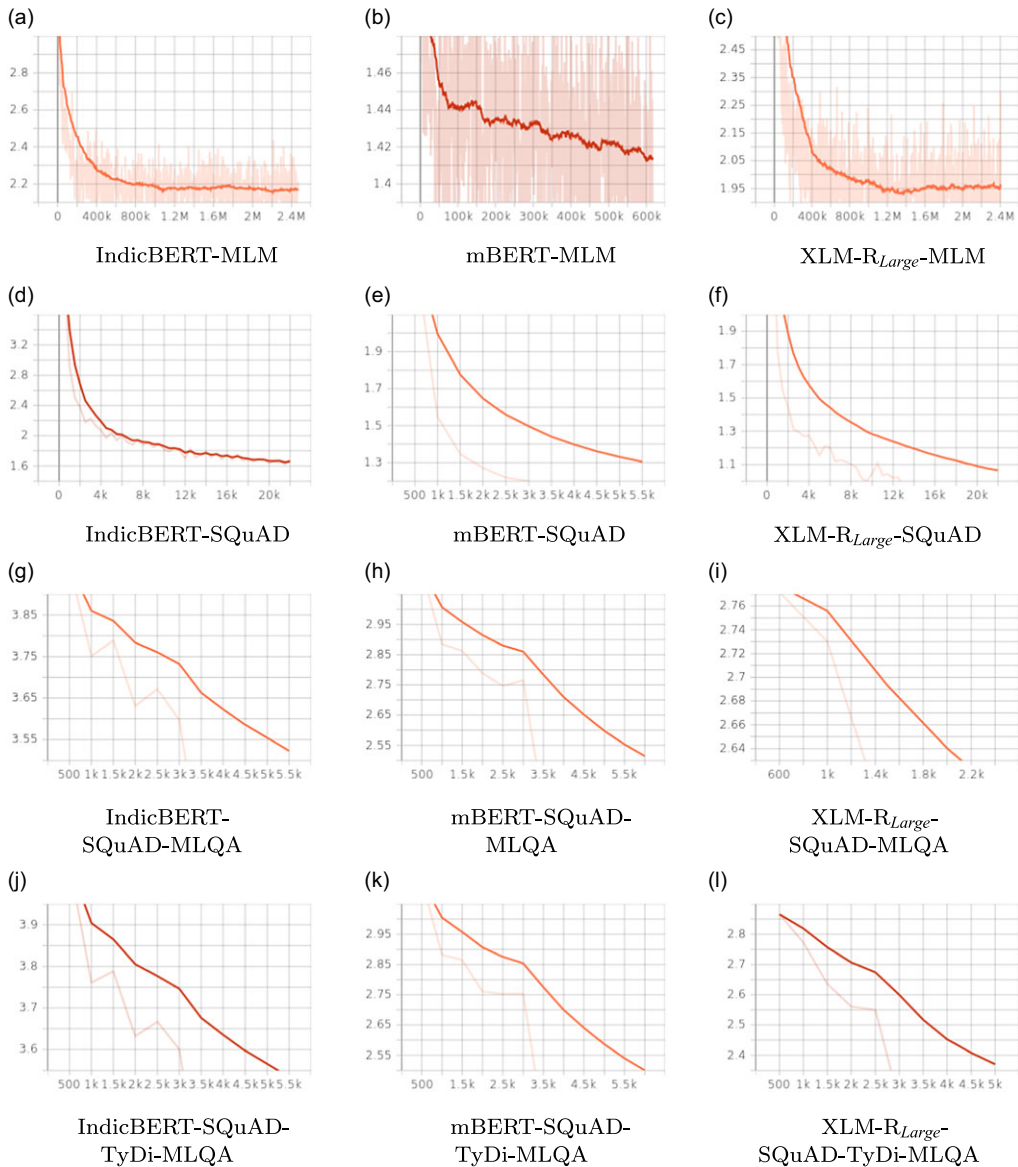 (a)
2.8
2.6
2.4
2.2
0 400k 800k 1.2M 1.6M 2M 2.4M
IndicBERT-MLM
(b)
1.46
1.44
1.42
1.4
0 100k 200k 300k 400k 500k 600k
mBERT-MLM
(c)
2.45
2.35
2.25
2.15
2.05
1.95
0 400k 800k 1.2M 2M 2.4M
XLM-RLarge-MLM
(d)
3.2
2.8
2.4
2
1.6
0 4k 8k 12k 16k 20k
IndicBERT-SQuAD
(e)
1.9
1.7
1.5
1.3
500 1k 1.5k 2k 2.5k 3k 3.5k 4k 4.5k 5k 5.5k
mBERT-SQuAD
(f)
1.9
1.7
1.5
1.3
1.1
0 4k 8k 12k 16k 20k
XLM-RLarge-SQuAD
(g)
3.85
3.75
3.65
3.55
500 1k 1.5k 2k 2.5k 3k 3.5k 4k 4.5k 5k 5.5k
IndicBERT-
SQuAD-MLQA
(h)
2.95
2.85
2.75
2.65
2.55
500 1.5k 2.5k 3.5k 4.5k 5.5k
mBERT-SQuAD-
MLQA
(i)
2.76
2.74
2.72
2.7
2.68
2.66
2.64
600 1k 1.4k 1.8k 2.2k
XLM-RLarge-
SQuAD-MLQA
(j)
3.9
3.8
3.7
3.6
500 1k 1.5k 2k 2.5k 3k 3.5k 4k 4.5k 5k 5.5k
IndicBERT-SQuAD-
TyDi-MLQA
(k)
2.95
2.85
2.75
2.65
2.55
500 1.5k 2.5k 3.5k 4.5k 5.5k
mBERT-SQuAD-
TyDi-MLQA
(l)
2.8
2.7
2.6
2.5
2.4
500 1k 1.5k 2k 2.5k 3k 3.5k 4k 4.5k 5k
XLM-RLarge-
SQuAD-TyDi-MLQA